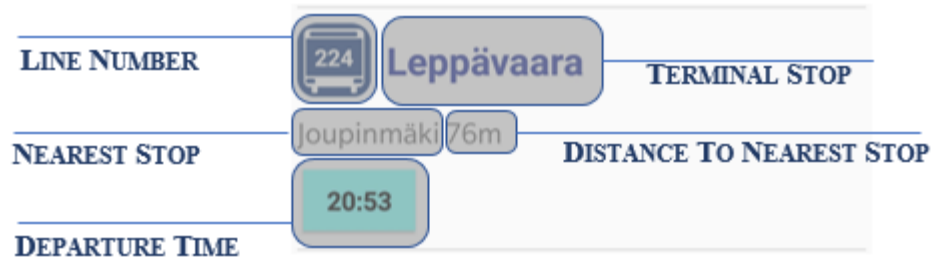 224
Leppävaara
LINE NUMBER
TERMINAL STOP
Joupinmäki 76m
NEAREST STOP
DISTANCE TO NEAREST STOP
20:53
DEPARTURE TIME